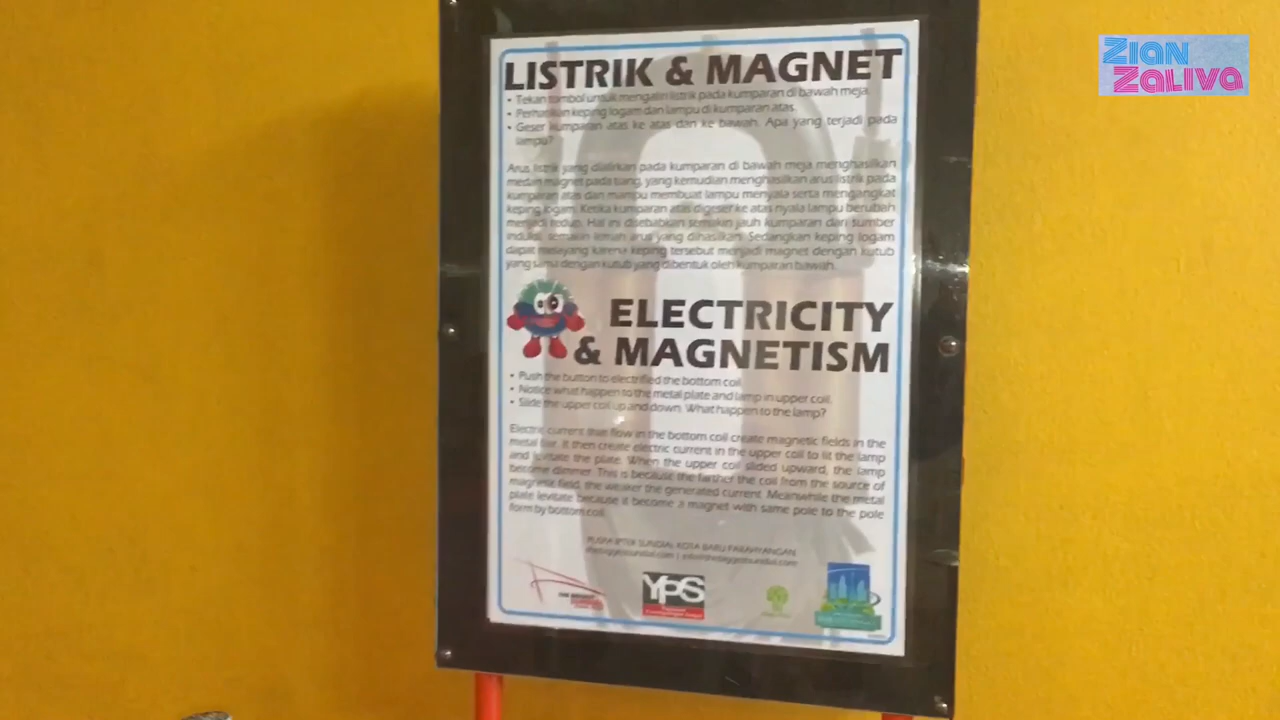 Zian
Zaliva
LISTRIK & MAGNET
• Tekan tombol untuk mengaliri listrik pada kumparan di bawah meja.
• Perhatikan keping logam dan lampu di kumparan atas.
• Geser kumparan atas ke atas dan ke bawah. Apa yang terjadi pada
lampu?
Arus listrik yang dialirkan pada kumparan di bawah meja menghasilkan
medan magnet pada tiang, yang kemudian menghasilkan arus listrik pada
kumparan atas dan mampu membuat lampu menyala serta mengangkat
keping logam. Ketika kumparan atas digeser ke atas nyala lampu berubah
menjadi redup. Hal ini disebabkan semakin jauh kumparan dari sumber
induksi, semakin lemah arus yang dihasilkan. Sedangkan keping logam
dapat melayang karena keping tersebut menjadi magnet dengan kutub
yang sama dengan kutub yang dibentuk oleh kumparan bawah.
ELECTRICITY
& MAGNETISM
• Push the button to electrified the bottom coil.
• Notice what happen to the metal plate and lamp in upper coil.
• Slide the upper coil up and down. What happen to the lamp?
Electric current that flow in the bottom coil create magnetic fields in the
metal bar. It then create electric current in the upper coil to lit the lamp
and levitate the plate. When the upper coil slided upward, the lamp
become dimmer. This is because the farther the coil from the source of
magnetic field, the weaker the generated current. Meanwhile the metal
plate levitate because it become a magnet with same pole to the pole
form by bottom coil.
PUSAT IPTEK SUNDIAL KOTA BARU PARAHYANGAN
YPS